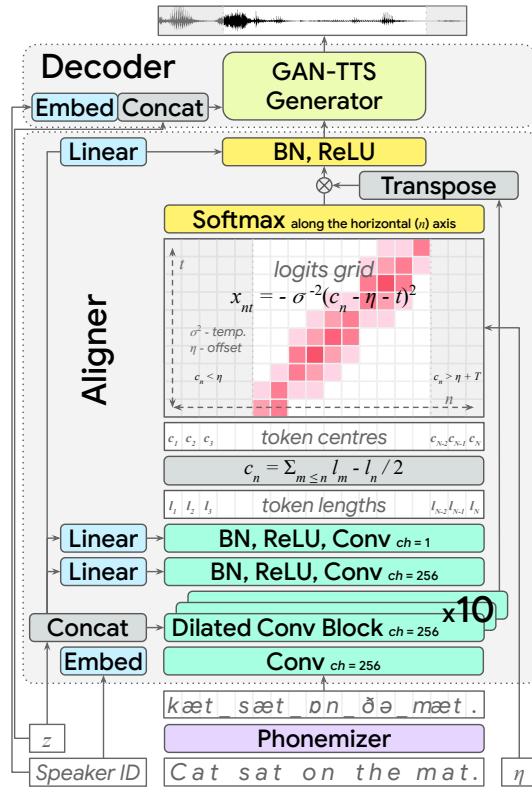 Decoder
GAN-TTS
Generator
Embed Concat
Linear BN, ReLU
⊗ Transpose
Softmax along the horizontal (n) axis
t
logits grid
x_nt = - σ^-2(c_n - η - t)^2
σ^2 - temp.
η - offset
c_n < η c_n > η + T
n
Aligner
c_1 c_2 c_3 token centres c_N-2 c_N-1 c_N
c_n = Σ_m ≤ n l_m - l_n / 2
l_1 l_2 l_3 token lengths l_N-2 l_N-1 l_N
Linear BN, ReLU, Conv ch = 1
Linear BN, ReLU, Conv ch = 256
x10
Concat Dilated Conv Block ch = 256
Embed Conv ch = 256
kæt_sæt_ɒn_ðə_mæt.
z Phonemizer
Speaker ID Cat sat on the mat. η